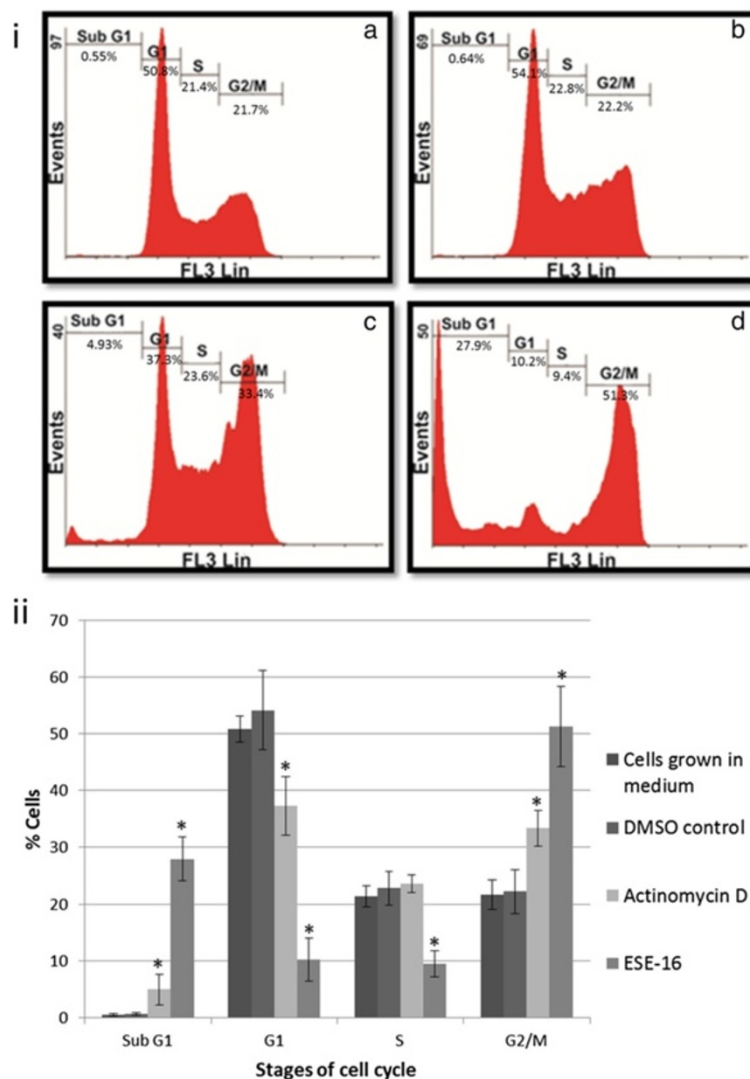 i
a
97
Sub G1
0.55%
G1
50.8%
S
21.4%
G2/M
21.7%
Events
FL3 Lin
b
69
Sub G1
0.64%
G1
54.1%
S
22.8%
G2/M
22.2%
Events
FL3 Lin
c
40
Sub G1
4.93%
G1
37.3%
S
23.6%
G2/M
33.4%
Events
FL3 Lin
d
50
Sub G1
27.9%
G1
10.2%
S
9.4%
G2/M
51.3%
Events
FL3 Lin
ii
70
60
50
40
30
20
10
0
% Cells
*
*
*
*
*
*
*
Sub G1
G1
S
G2/M
Stages of cell cycle
Cells grown in
medium
DMSO control
Actinomycin D
ESE-16